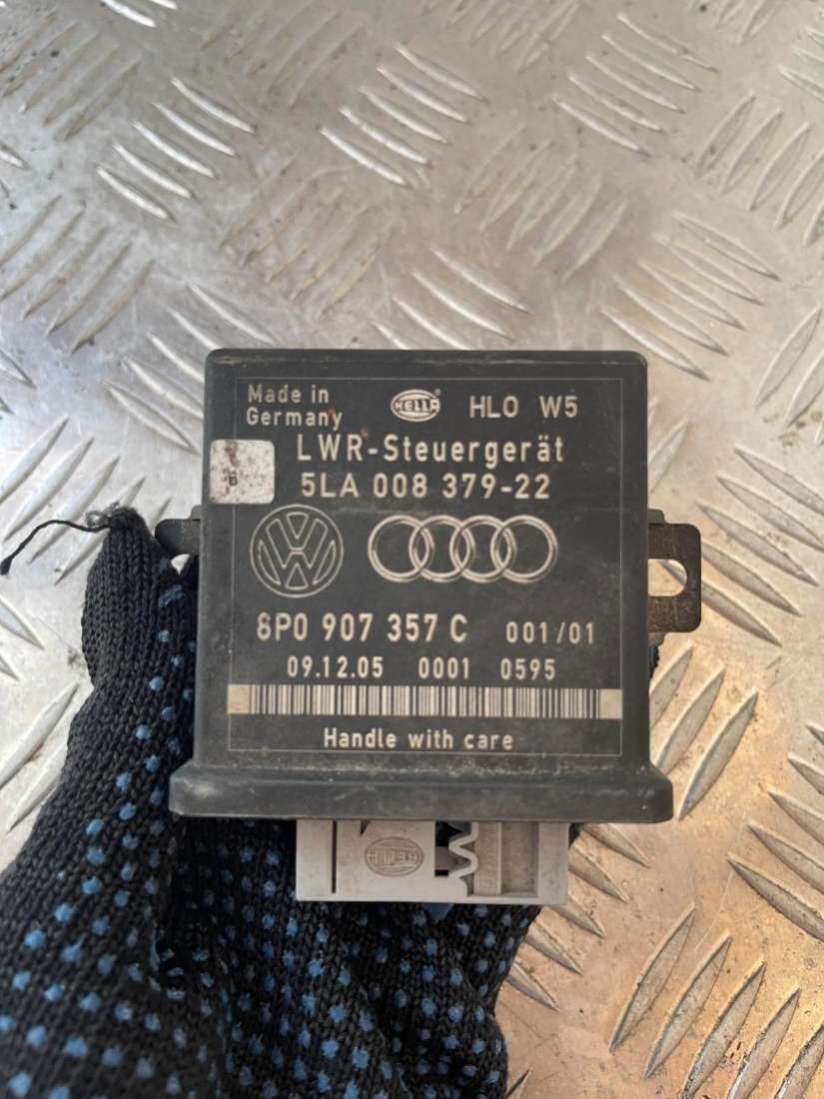 Made in
Germany
HELLA HLO W5
LWR-Steuergerät
5LA 008 379-22
8P0 907 357 C 001/01
09.12.05 0001 0595
Handle with care
HELLA